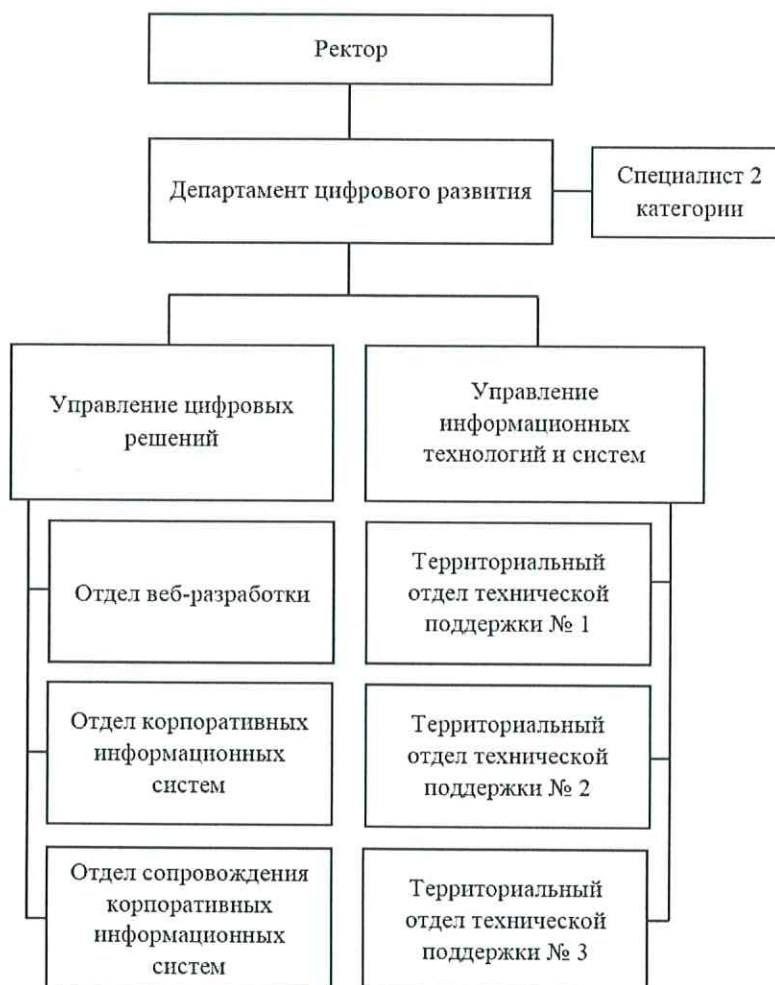 Ректор
Департамент цифрового развития
Специалист 2
категории
Управление цифровых
решений
Управление
информационных
технологий и систем
Отдел веб-разработки
Территориальный
отдел технической
поддержки № 1
Отдел корпоративных
информационных
систем
Территориальный
отдел технической
поддержки № 2
Отдел сопровождения
корпоративных
информационных
систем
Территориальный
отдел технической
поддержки № 3